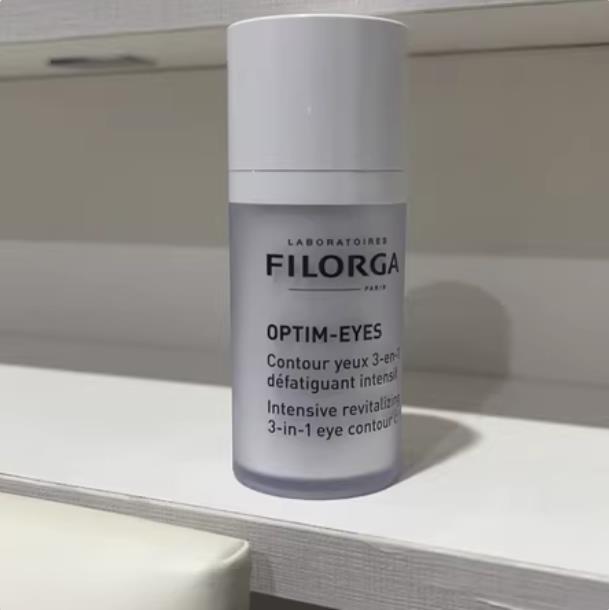 LABORATOIRES
FILORGA
PARIS
OPTIM-EYES
Contour yeux 3-en-1
défatiguant intensif
Intensive revitalizing
3-in-1 eye contour